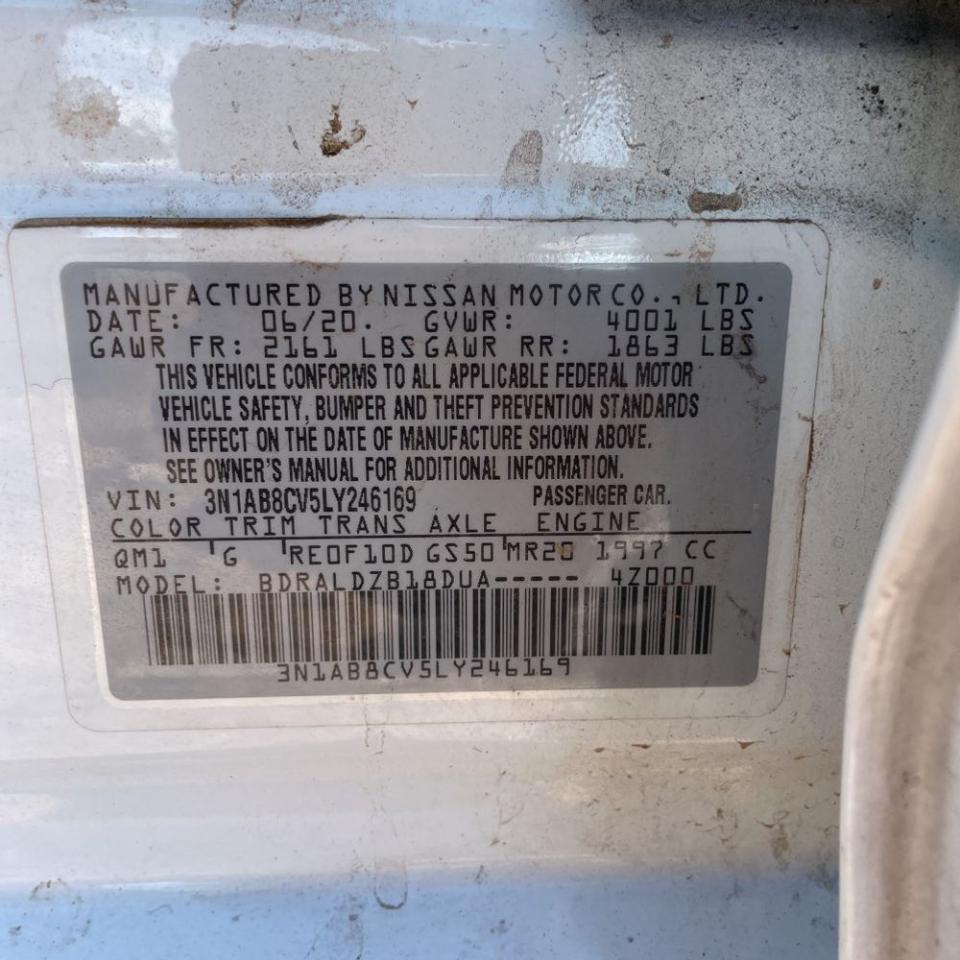 MANUFACTURED BY NISSAN MOTOR CO., LTD.
DATE: 06/20. GVWR: 4001 LBS
GAWR FR: 2161 LBS GAWR RR: 1863 LBS
THIS VEHICLE CONFORMS TO ALL APPLICABLE FEDERAL MOTOR
VEHICLE SAFETY, BUMPER AND THEFT PREVENTION STANDARDS
IN EFFECT ON THE DATE OF MANUFACTURE SHOWN ABOVE.
SEE OWNER'S MANUAL FOR ADDITIONAL INFORMATION.
VIN: 3N1AB8CV5LY246169 PASSENGER CAR.
COLOR TRIM TRANS AXLE ENGINE
QM1 G RE0F10D GS50 MR20 1997 CC
MODEL: BDRALDZB18DUA----- 4Z000
3N1AB8CV5LY246169